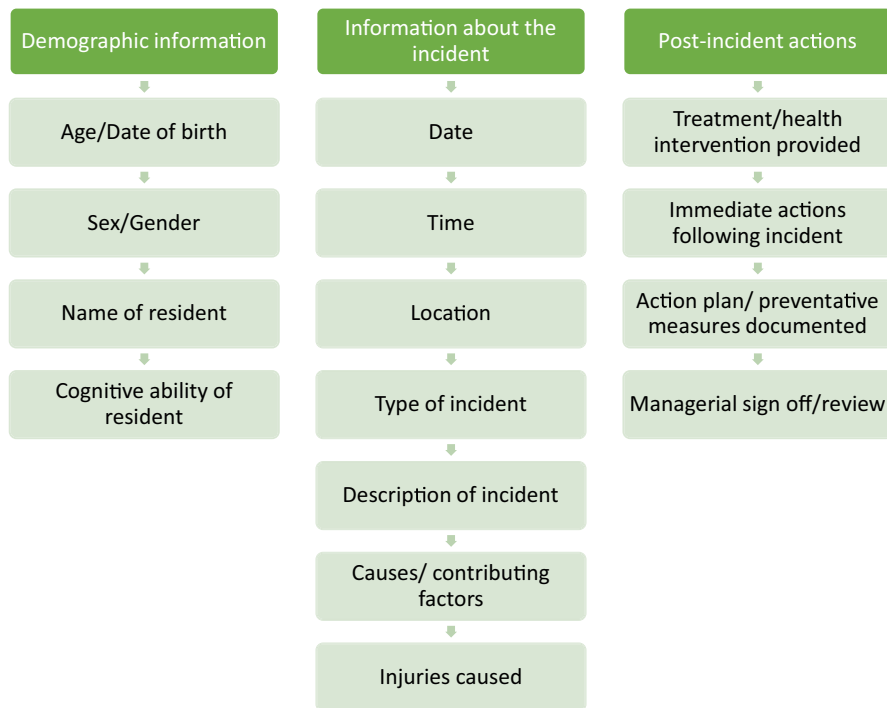 Demographic information
Age/Date of birth
Sex/Gender
Name of resident
Cognitive ability of
resident
Information about the
incident
Date
Time
Location
Type of incident
Description of incident
Causes/ contributing
factors
Injuries caused
Post-incident actions
Treatment/health
intervention provided
Immediate actions
following incident
Action plan/ preventative
measures documented
Managerial sign off/review